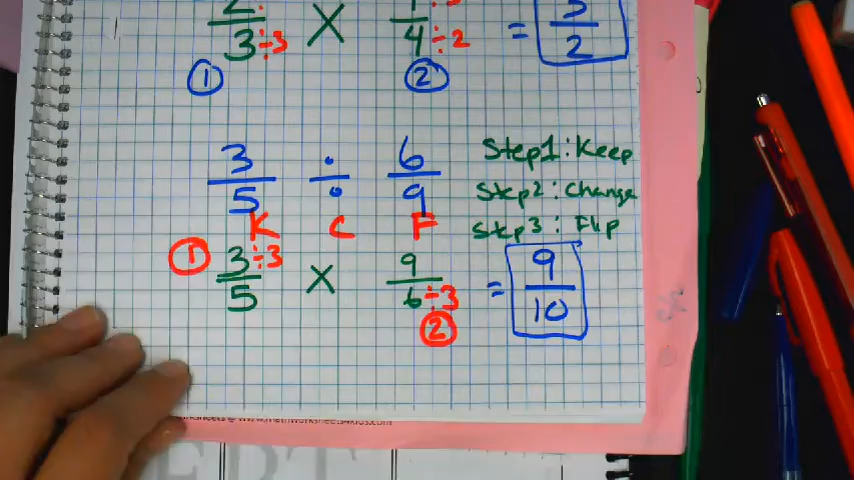 2/3 ÷3 × /4 ÷2 = 3/2
① ②
3/5 ÷ 6/9
Step1: Keep
Step2: Change
Step3: Flip
K C F
① 3/5 ÷3 × 9/6 ÷3 = 9/10
②